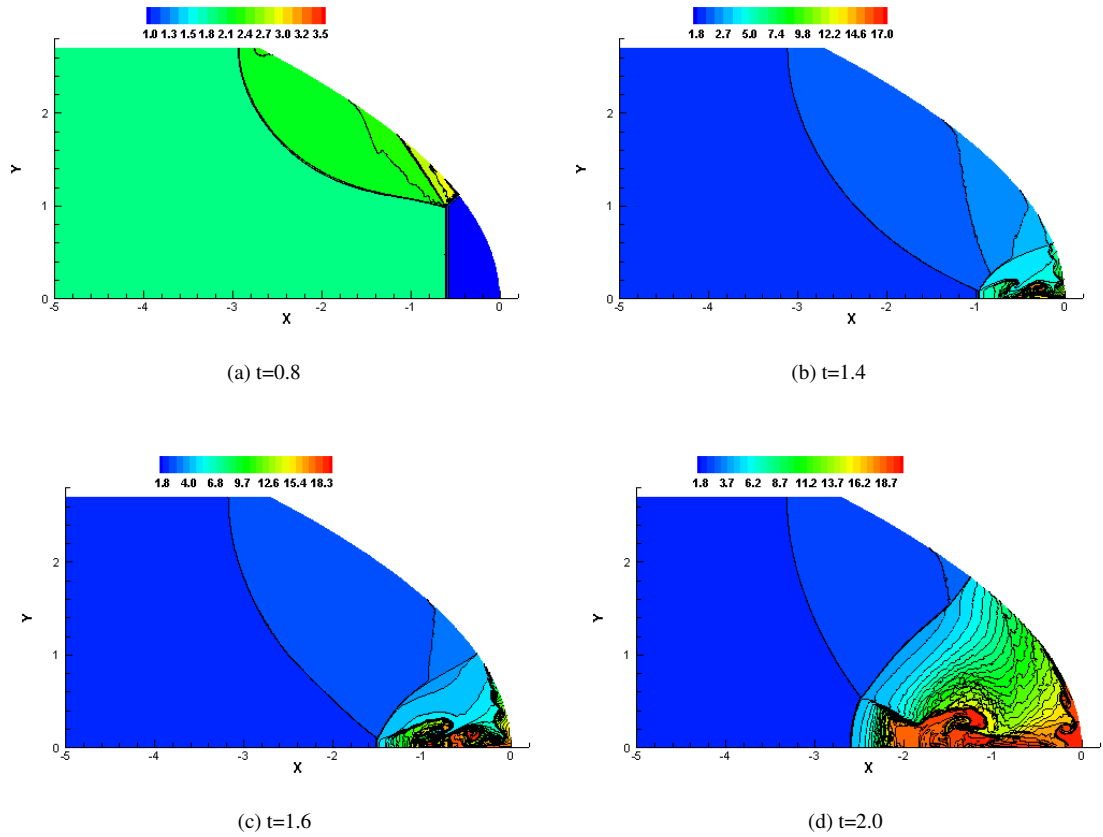 1.0 1.3 1.5 1.8 2.1 2.4 2.7 3.0 3.2 3.5
Y
2
1
0
-5 -4 -3 -2 -1 0
X
(a) t=0.8
1.8 2.7 5.0 7.4 9.8 12.2 14.6 17.0
Y
2
1
0
-5 -4 -3 -2 -1 0
X
(b) t=1.4
1.8 4.0 6.8 9.7 12.6 15.4 18.3
Y
2
1
0
-5 -4 -3 -2 -1 0
X
(c) t=1.6
1.8 3.7 6.2 8.7 11.2 13.7 16.2 18.7
Y
2
1
0
-5 -4 -3 -2 -1 0
X
(d) t=2.0